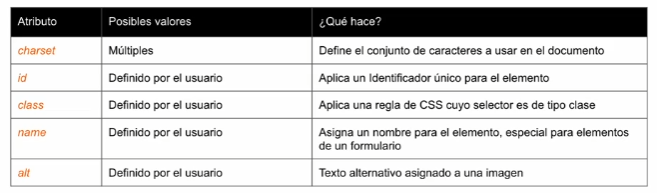 Atributo Posibles valores ¿Qué hace?
charset Múltiples Define el conjunto de caracteres a usar en el documento
id Definido por el usuario Aplica un Identificador único para el elemento
class Definido por el usuario Aplica una regla de CSS cuyo selector es de tipo clase
name Definido por el usuario Asigna un nombre para el elemento, especial para elementos
de un formulario
alt Definido por el usuario Texto alternativo asignado a una imagen